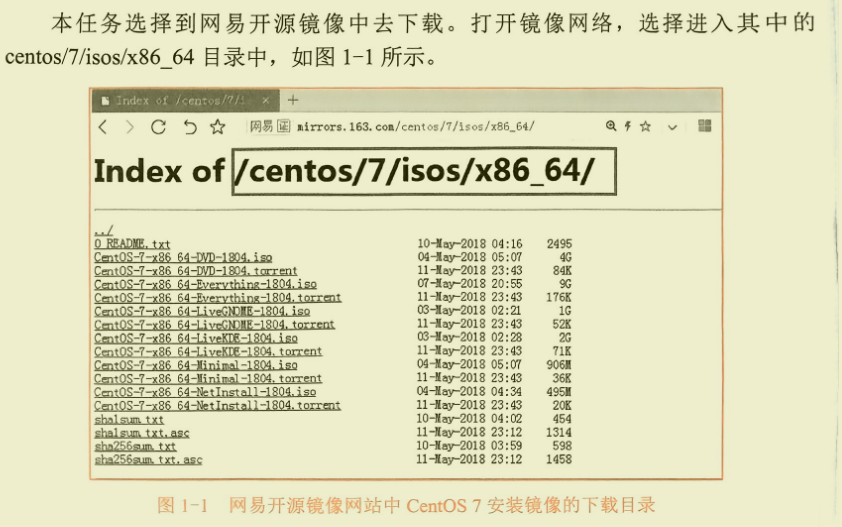 本任务选择到网易开源镜像中去下载。打开镜像网络，选择进入其中的
centos/7/isos/x86_64 目录中，如图 1-1 所示。
Index of /centos/7/i × +
网易 证 mirrors.163.com/centos/7/isos/x86_64/
Index of /centos/7/isos/x86_64/
../
0_README.txt 10-May-2018 04:16 2495
CentOS-7-x86_64-DVD-1804.iso 04-May-2018 05:07 4G
CentOS-7-x86_64-DVD-1804.torrent 11-May-2018 23:43 84K
CentOS-7-x86_64-Everything-1804.iso 07-May-2018 20:55 9G
CentOS-7-x86_64-Everything-1804.torrent 11-May-2018 23:43 176K
CentOS-7-x86_64-LiveGNOME-1804.iso 03-May-2018 02:21 1G
CentOS-7-x86_64-LiveGNOME-1804.torrent 11-May-2018 23:43 52K
CentOS-7-x86_64-LiveKDE-1804.iso 03-May-2018 02:28 2G
CentOS-7-x86_64-LiveKDE-1804.torrent 11-May-2018 23:43 71K
CentOS-7-x86_64-Minimal-1804.iso 04-May-2018 05:07 906M
CentOS-7-x86_64-Minimal-1804.torrent 11-May-2018 23:43 36K
CentOS-7-x86_64-NetInstall-1804.iso 04-May-2018 04:34 495M
CentOS-7-x86_64-NetInstall-1804.torrent 11-May-2018 23:43 20K
sha1sum.txt 10-May-2018 04:02 454
sha1sum.txt.asc 11-May-2018 23:12 1314
sha256sum.txt 10-May-2018 03:59 598
sha256sum.txt.asc 11-May-2018 23:12 1458
图 1-1 网易开源镜像网站中 CentOS 7 安装镜像的下载目录